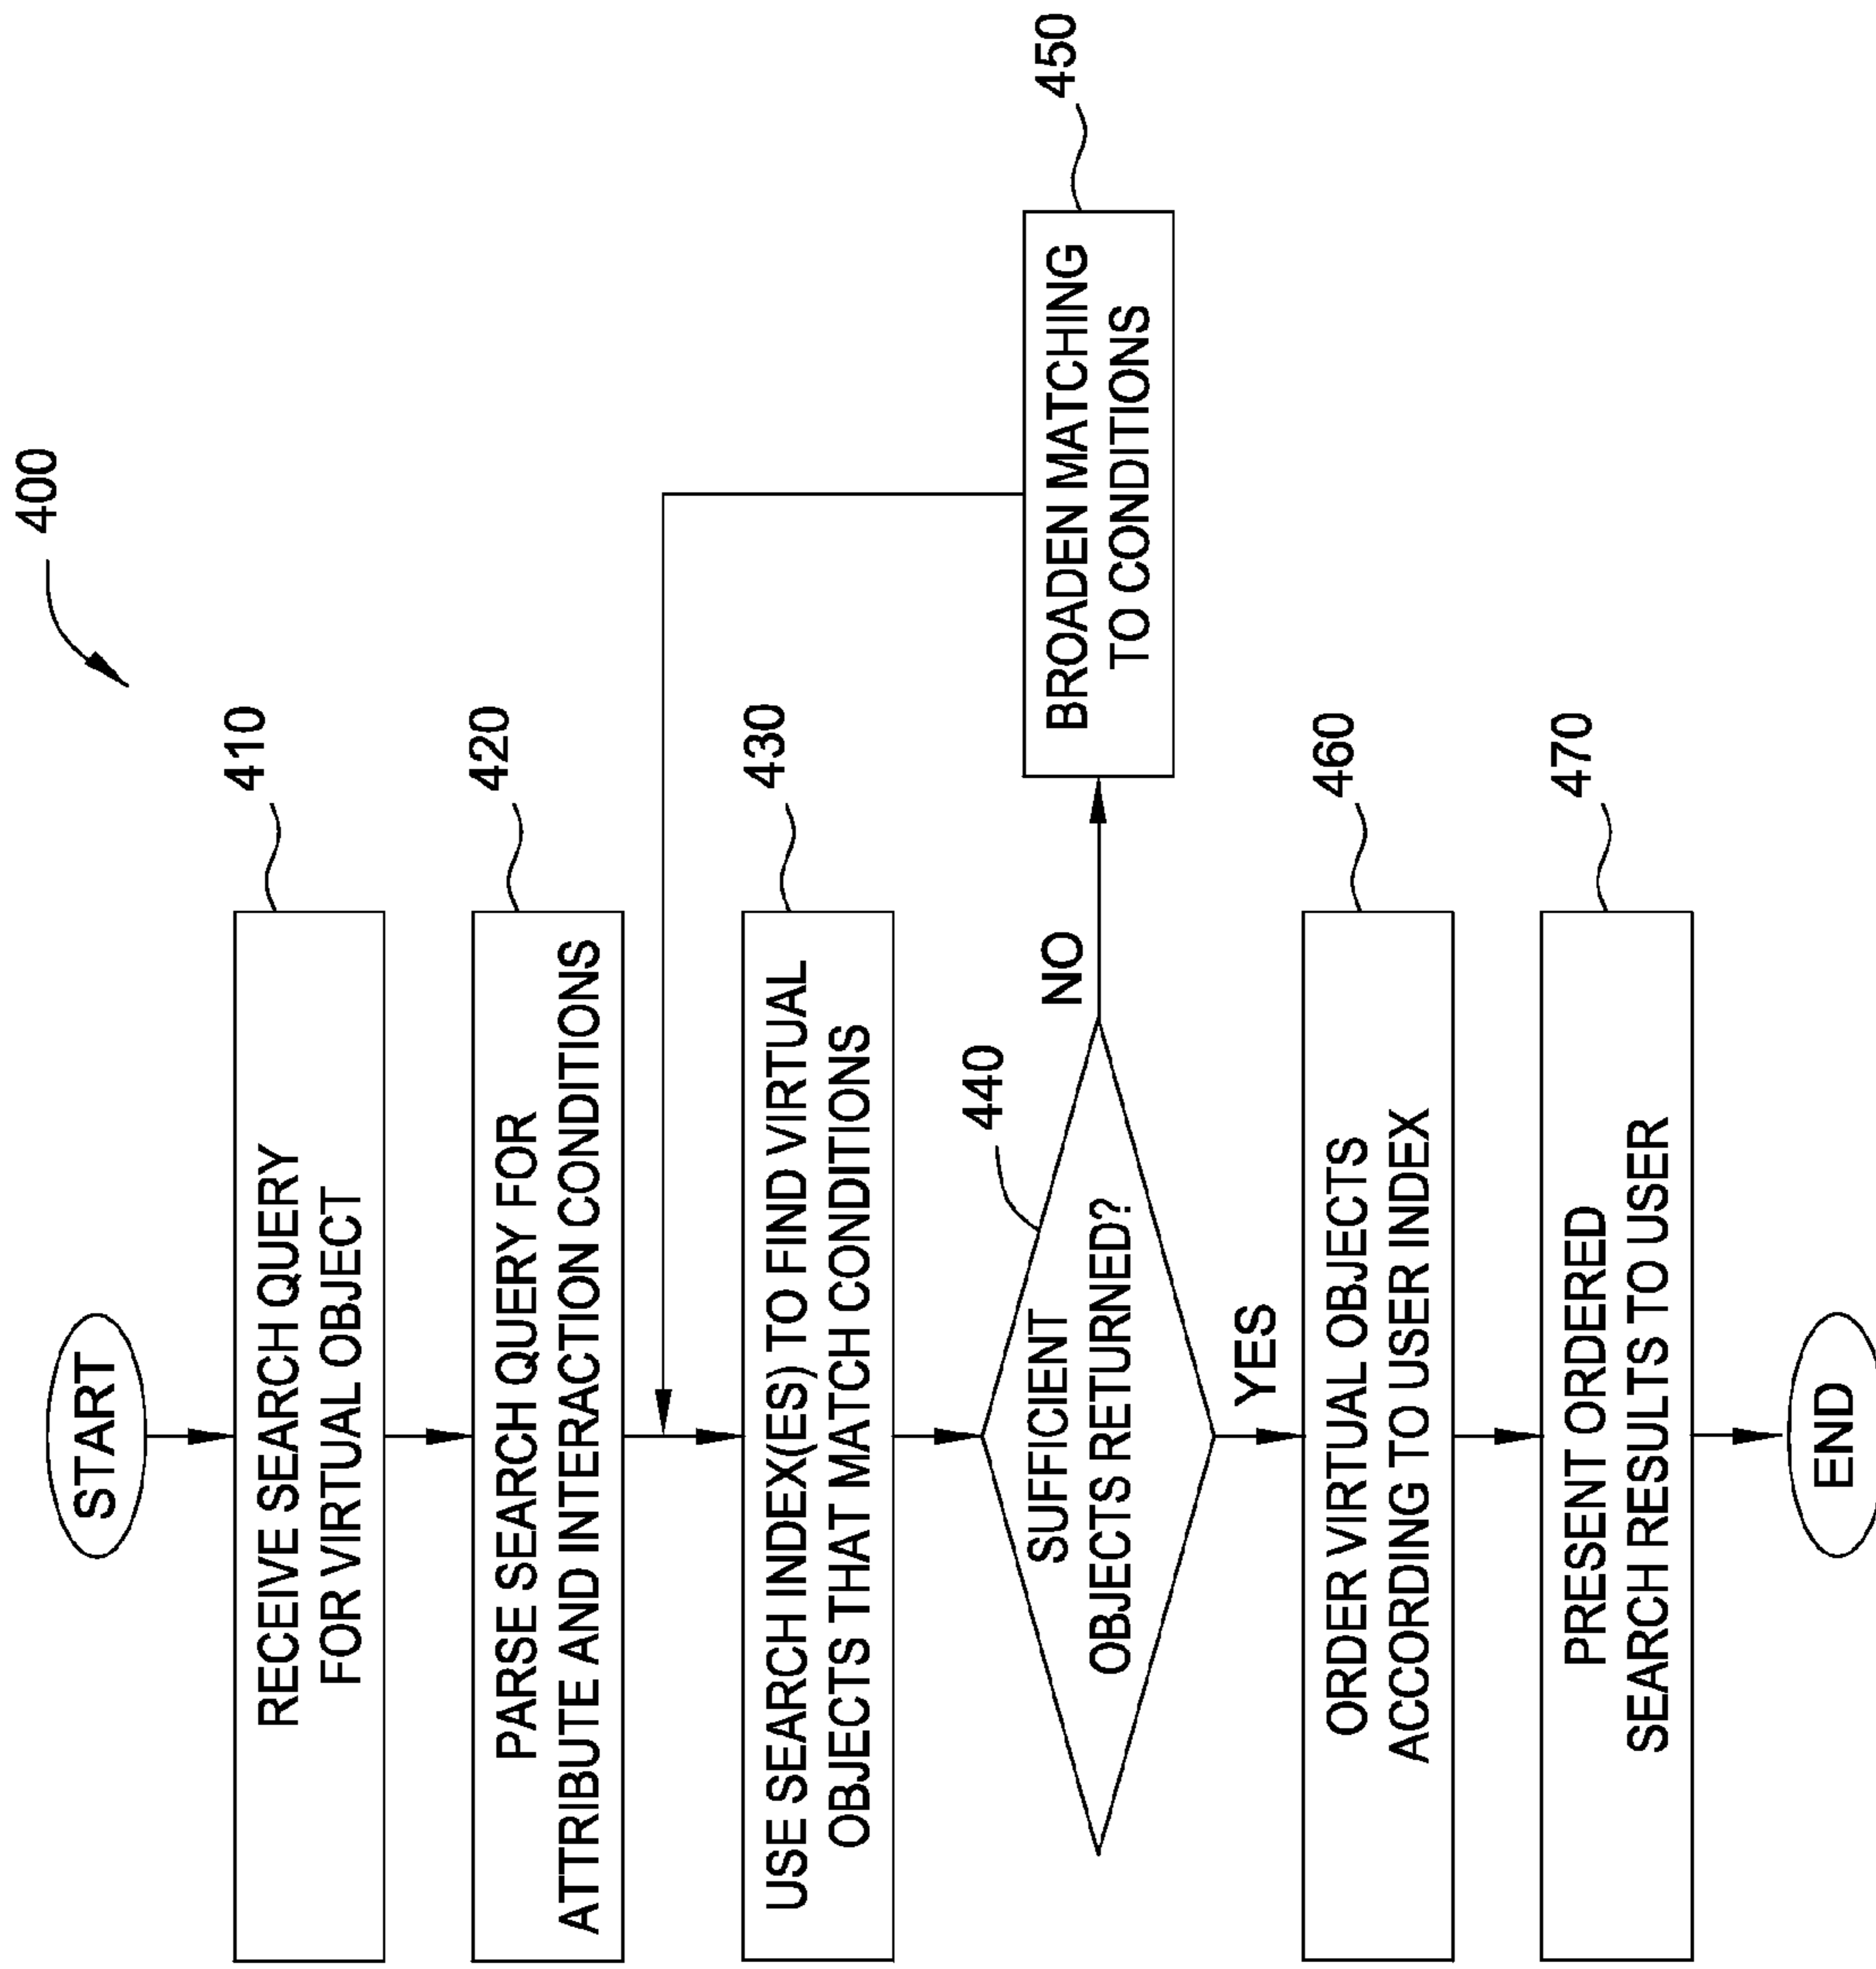 400
START
RECEIVE SEARCH QUERY
FOR VIRTUAL OBJECT
410
PARSE SEARCH QUERY FOR
ATTRIBUTE AND INTERACTION CONDITIONS
420
USE SEARCH INDEX(ES) TO FIND VIRTUAL
OBJECTS THAT MATCH CONDITIONS
430
SUFFICIENT
OBJECTS RETURNED?
440
NO
BROADEN MATCHING
TO CONDITIONS
450
YES
ORDER VIRTUAL OBJECTS
ACCORDING TO USER INDEX
460
PRESENT ORDERED
SEARCH RESULTS TO USER
470
END